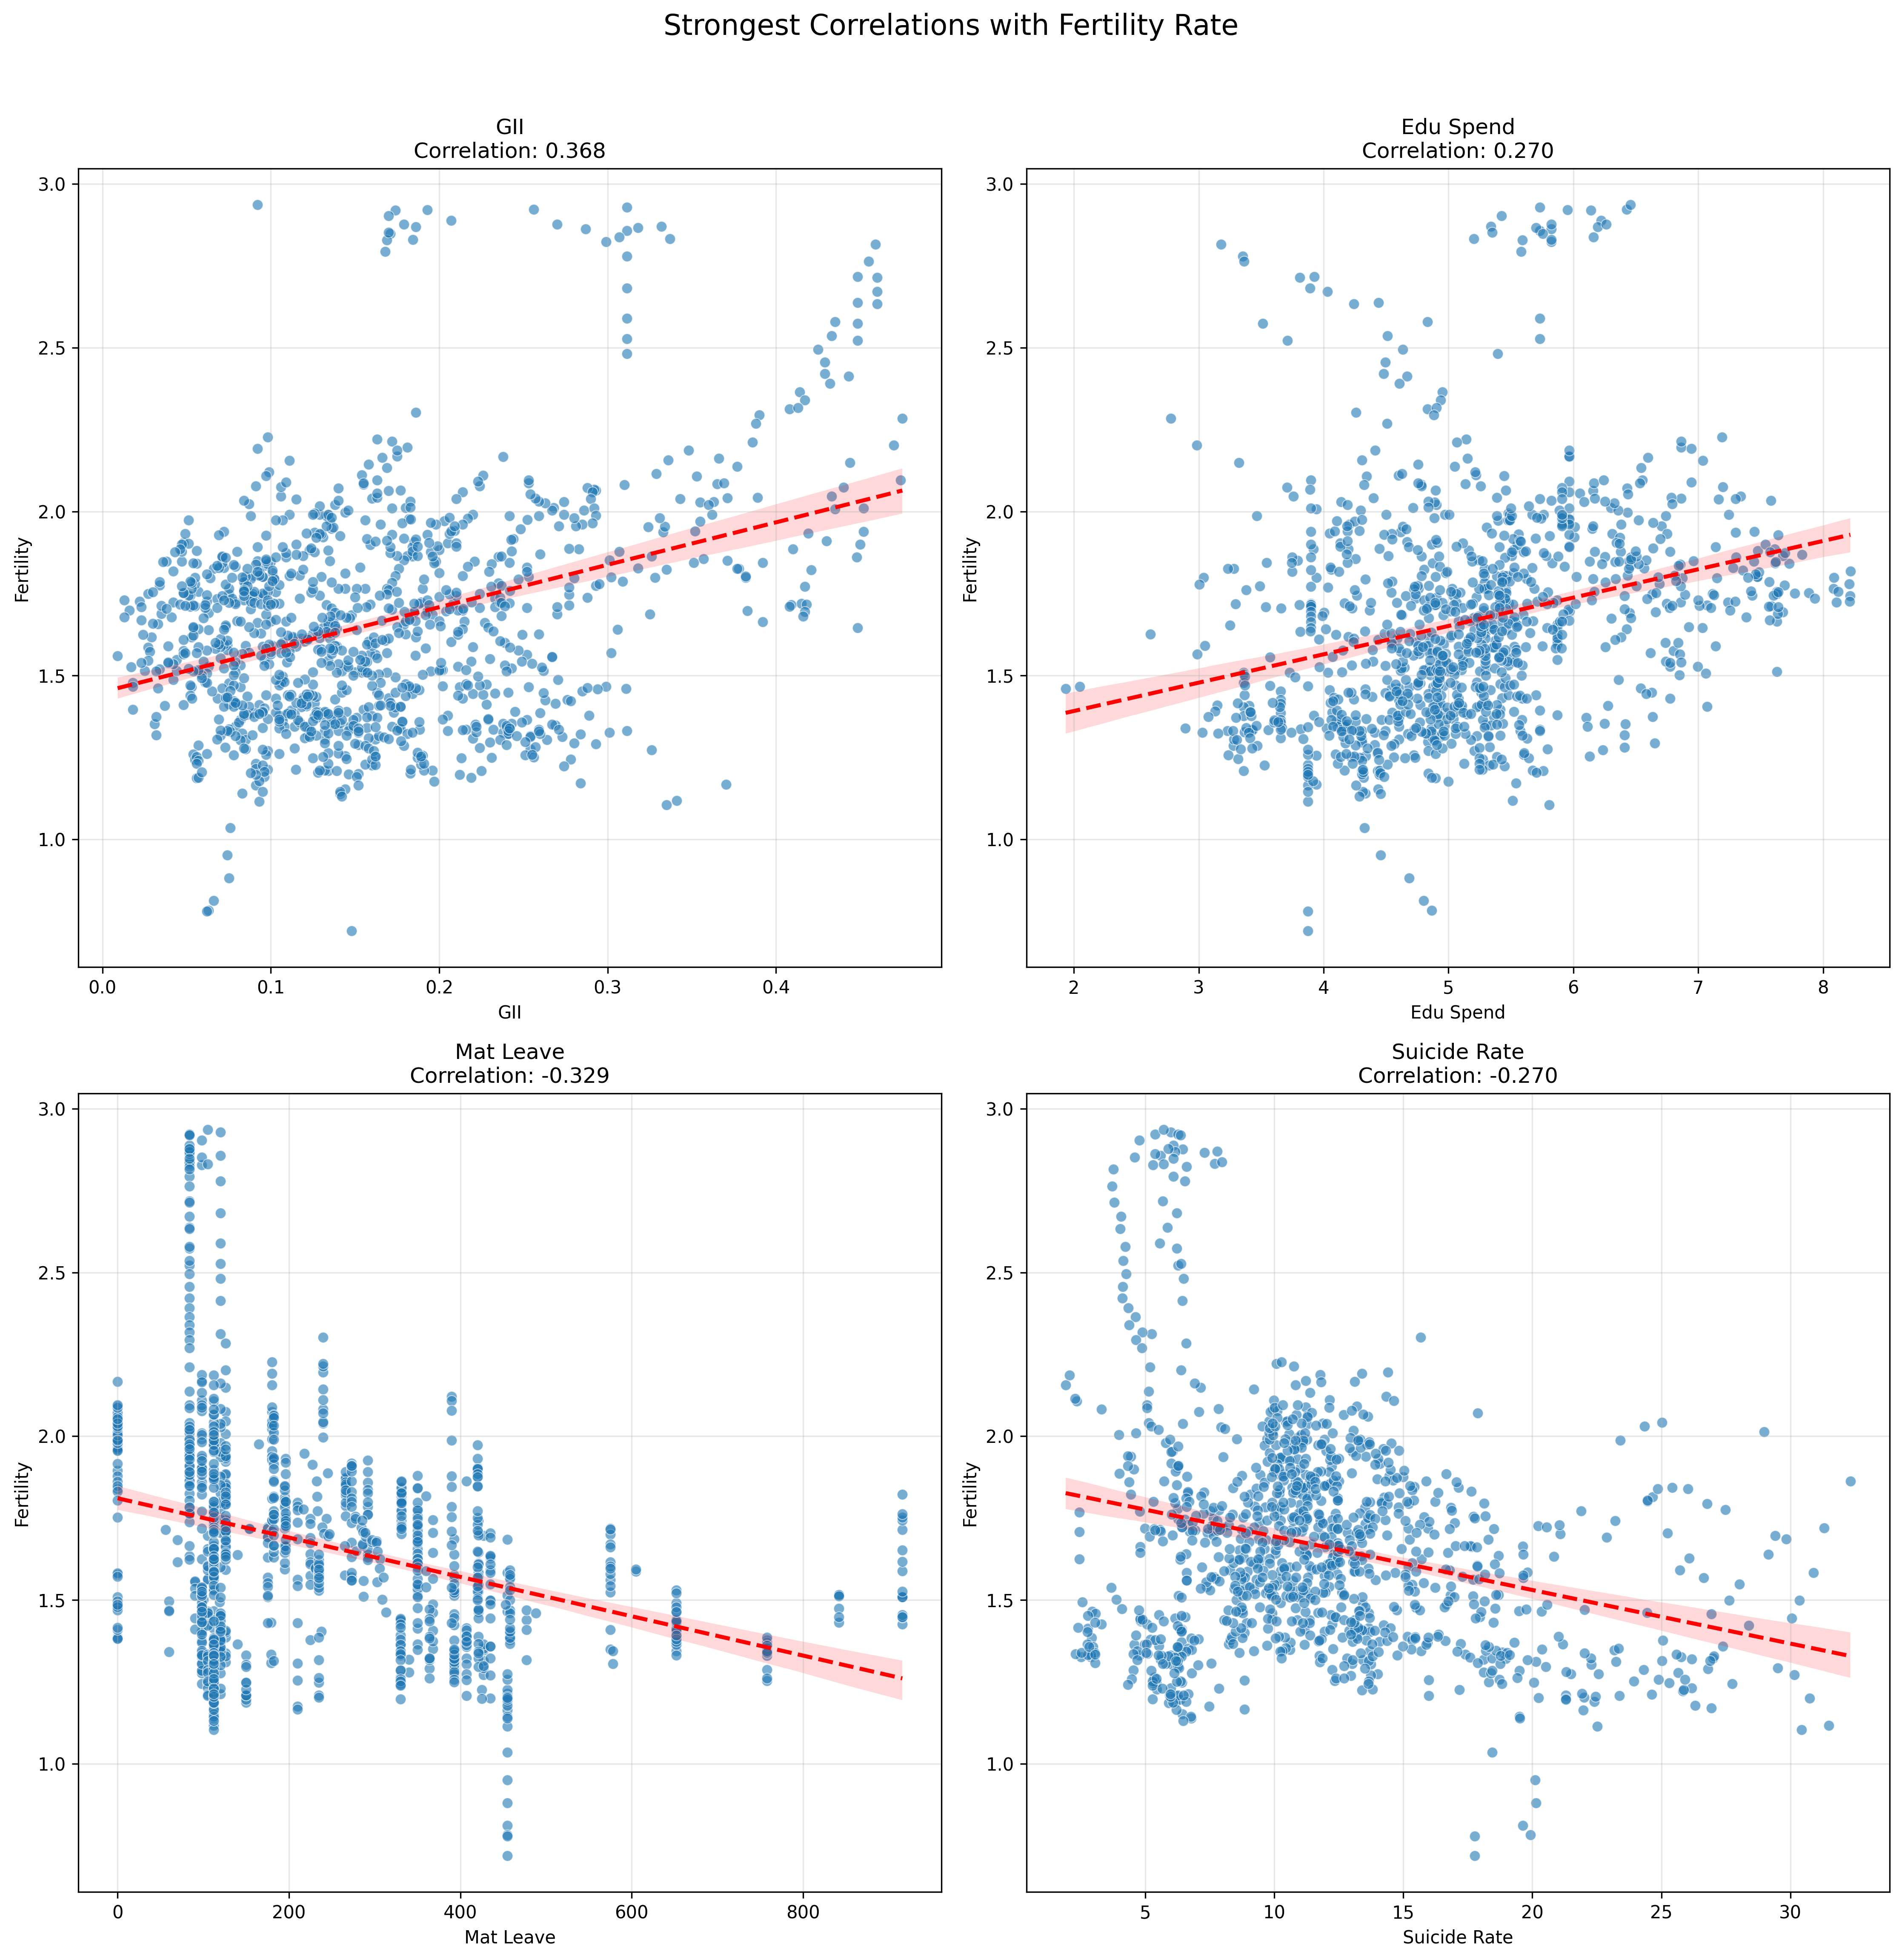 Strongest Correlations with Fertility Rate
GII
Correlation: 0.368
3.0
2.5
2.0
1.5
1.0
Fertility
0.0 0.1 0.2 0.3 0.4
GII
Edu Spend
Correlation: 0.270
3.0
2.5
2.0
1.5
1.0
Fertility
2 3 4 5 6 7 8
Edu Spend
Mat Leave
Correlation: -0.329
3.0
2.5
2.0
1.5
1.0
Fertility
0 200 400 600 800
Mat Leave
Suicide Rate
Correlation: -0.270
3.0
2.5
2.0
1.5
1.0
Fertility
5 10 15 20 25 30
Suicide Rate